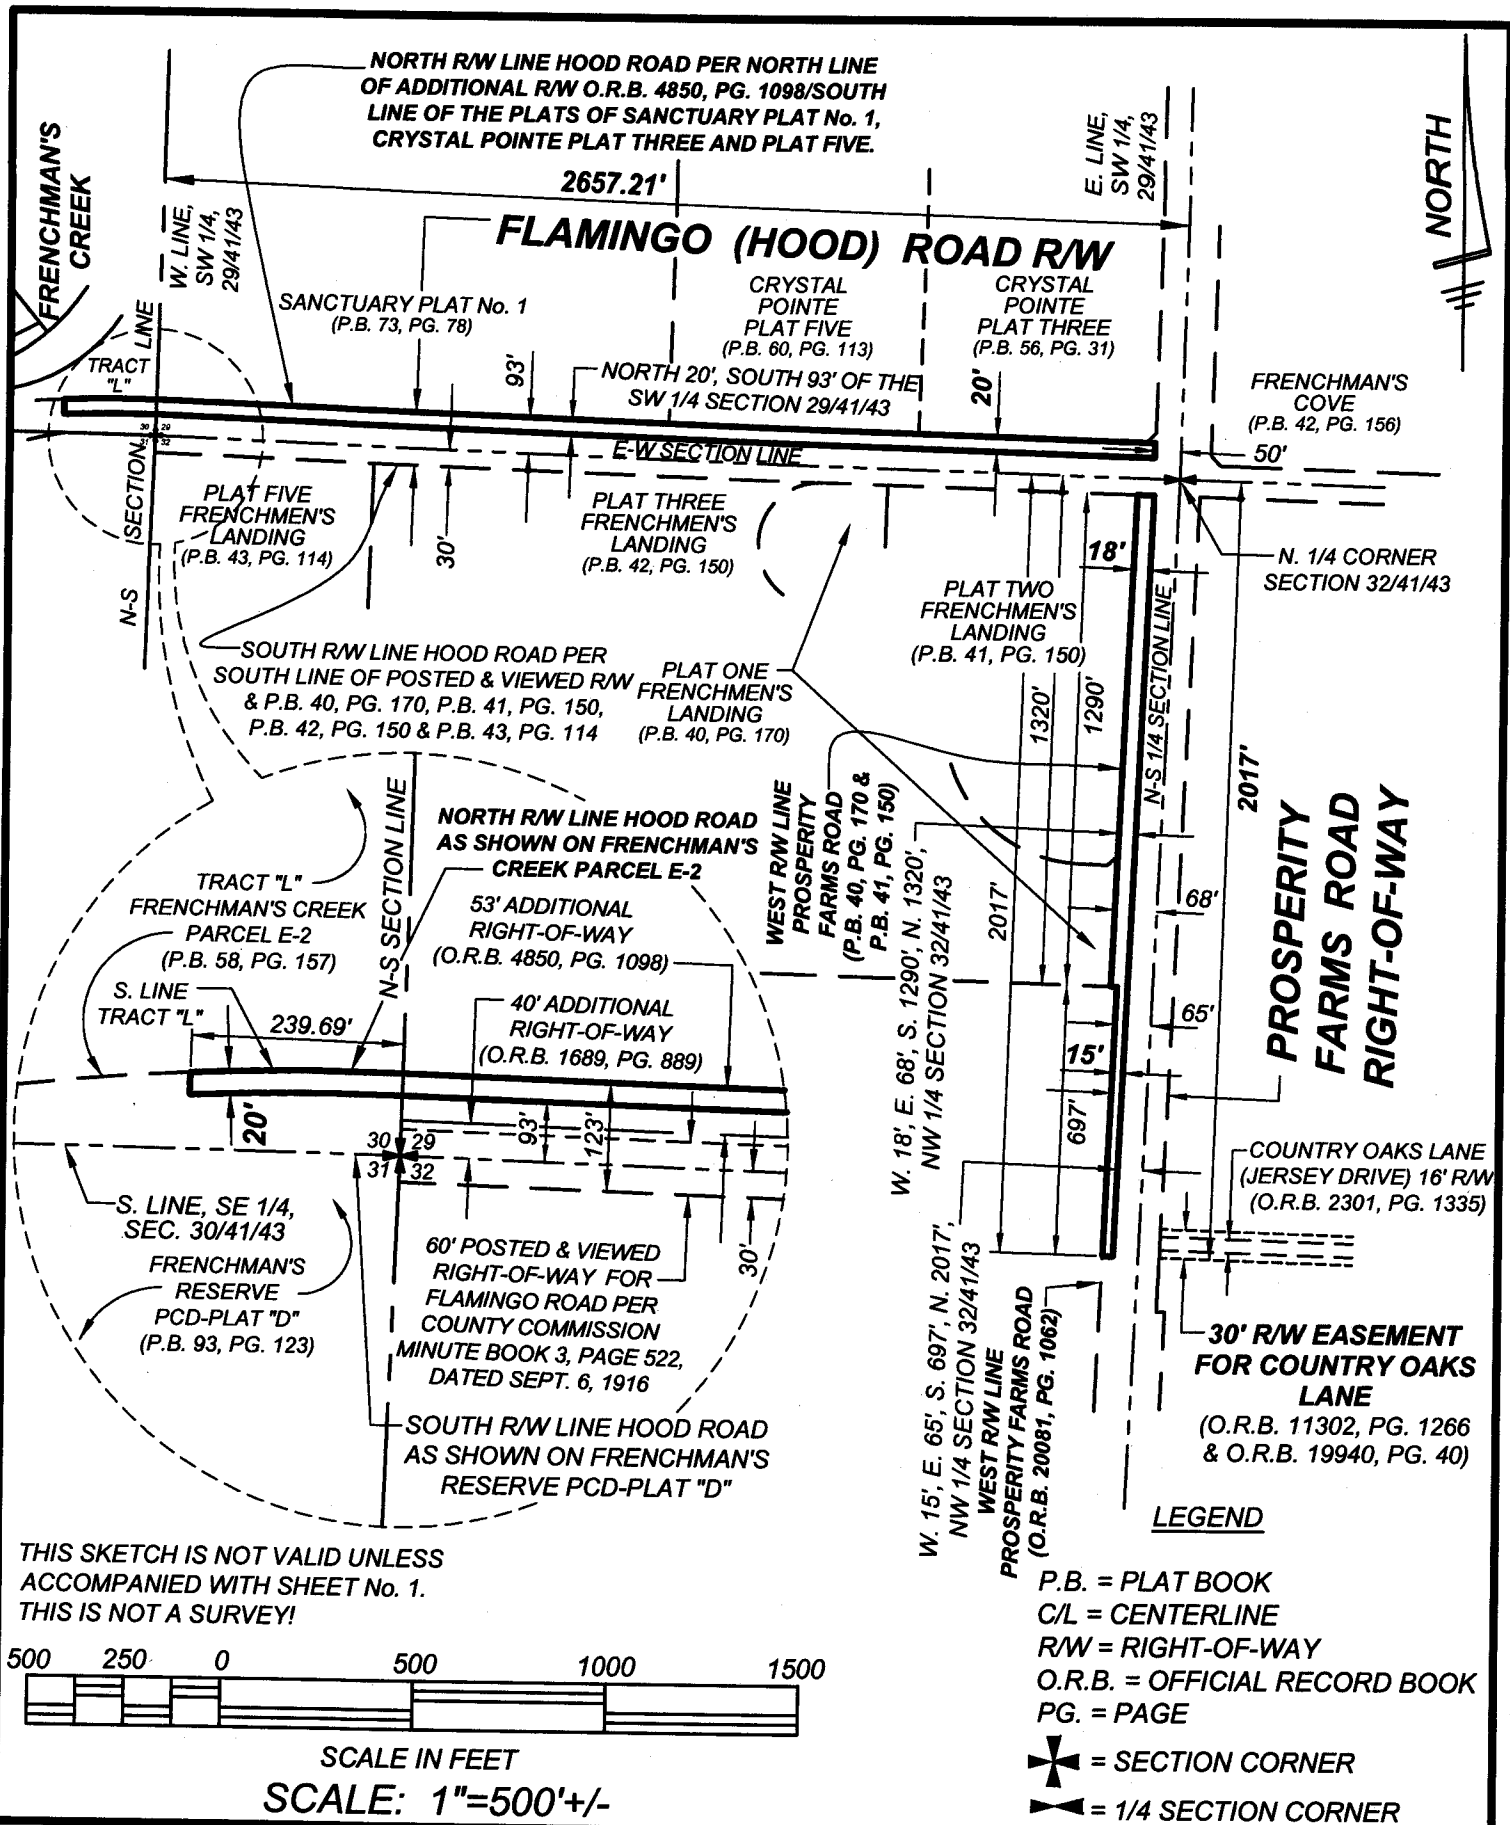 NORTH R/W LINE HOOD ROAD PER NORTH LINE
OF ADDITIONAL R/W O.R.B. 4850, PG. 1098/SOUTH
LINE OF THE PLATS OF SANCTUARY PLAT No. 1,
CRYSTAL POINTE PLAT THREE AND PLAT FIVE.
FRENCHMAN'S
CREEK
W. LINE,
SW 1/4,
29/41/43
2657.21'
E. LINE,
SW 1/4,
29/41/43
NORTH
FLAMINGO (HOOD) ROAD R/W
SANCTUARY PLAT No. 1
(P.B. 73, PG. 78)
CRYSTAL
POINTE
PLAT FIVE
(P.B. 60, PG. 113)
CRYSTAL
POINTE
PLAT THREE
(P.B. 56, PG. 31)
TRACT
"L"
93'
NORTH 20', SOUTH 93' OF THE
SW 1/4 SECTION 29/41/43
20'
FRENCHMAN'S
COVE
(P.B. 42, PG. 156)
50'
30 29
31 32
E-W SECTION LINE
N-S SECTION LINE
PLAT FIVE
FRENCHMEN'S
LANDING
(P.B. 43, PG. 114)
30'
PLAT THREE
FRENCHMEN'S
LANDING
(P.B. 42, PG. 150)
18'
N. 1/4 CORNER
SECTION 32/41/43
PLAT TWO
FRENCHMEN'S
LANDING
(P.B. 41, PG. 150)
N-S 1/4 SECTION LINE
SOUTH R/W LINE HOOD ROAD PER
SOUTH LINE OF POSTED & VIEWED R/W
& P.B. 40, PG. 170, P.B. 41, PG. 150,
P.B. 42, PG. 150 & P.B. 43, PG. 114
PLAT ONE
FRENCHMEN'S
LANDING
(P.B. 40, PG. 170)
1320'
1290'
2017'
WEST R/W LINE
PROSPERITY
FARMS ROAD
(P.B. 40, PG. 170 &
P.B. 41, PG. 150)
PROSPERITY
FARMS ROAD
RIGHT-OF-WAY
N-S SECTION LINE
NORTH R/W LINE HOOD ROAD
AS SHOWN ON FRENCHMAN'S
CREEK PARCEL E-2
TRACT "L"
FRENCHMAN'S CREEK
PARCEL E-2
(P.B. 58, PG. 157)
53' ADDITIONAL
RIGHT-OF-WAY
(O.R.B. 4850, PG. 1098)
W. 18', E. 68', S. 1290', N. 1320',
NW 1/4 SECTION 32/41/43
2017'
68'
S. LINE
TRACT "L"
239.69'
40' ADDITIONAL
RIGHT-OF-WAY
(O.R.B. 1689, PG. 889)
65'
15'
697'
20'
93'
123'
30 29
31 32
S. LINE, SE 1/4,
SEC. 30/41/43
COUNTRY OAKS LANE
(JERSEY DRIVE) 16' R/W
(O.R.B. 2301, PG. 1335)
FRENCHMAN'S
RESERVE
PCD-PLAT "D"
(P.B. 93, PG. 123)
60' POSTED & VIEWED
RIGHT-OF-WAY FOR
FLAMINGO ROAD PER
COUNTY COMMISSION
MINUTE BOOK 3, PAGE 522,
DATED SEPT. 6, 1916
30'
W. 15', E. 65', S. 697', N. 2017',
NW 1/4 SECTION 32/41/43
WEST R/W LINE
PROSPERITY FARMS ROAD
(O.R.B. 20081, PG. 1062)
30' R/W EASEMENT
FOR COUNTRY OAKS
LANE
(O.R.B. 11302, PG. 1266
& O.R.B. 19940, PG. 40)
SOUTH R/W LINE HOOD ROAD
AS SHOWN ON FRENCHMAN'S
RESERVE PCD-PLAT "D"
THIS SKETCH IS NOT VALID UNLESS
ACCOMPANIED WITH SHEET No. 1.
THIS IS NOT A SURVEY!
500 250 0 500 1000 1500
SCALE IN FEET
SCALE: 1"=500'+/-
LEGEND
P.B. = PLAT BOOK
C/L = CENTERLINE
R/W = RIGHT-OF-WAY
O.R.B. = OFFICIAL RECORD BOOK
PG. = PAGE
= SECTION CORNER
= 1/4 SECTION CORNER